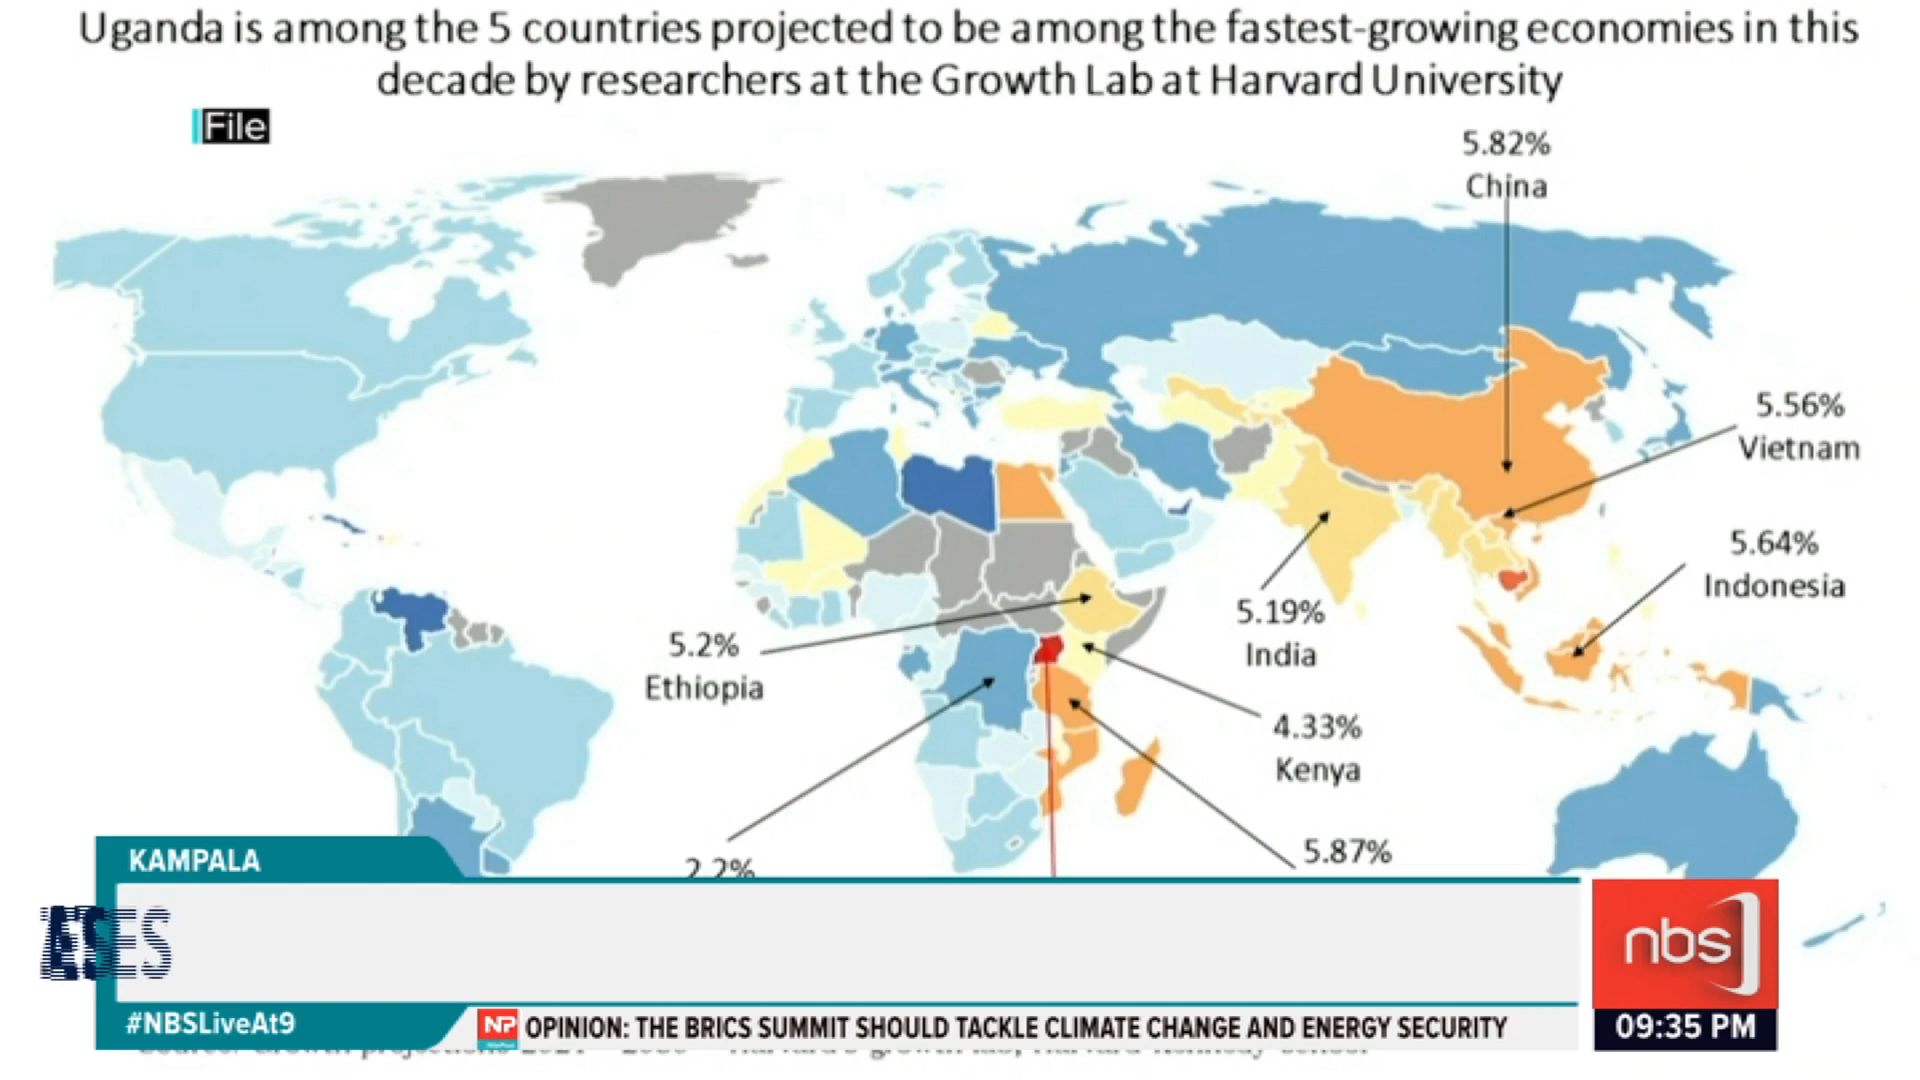 Uganda is among the 5 countries projected to be among the fastest-growing economies in this
decade by researchers at the Growth Lab at Harvard University
File
5.82%
China
5.56%
Vietnam
5.64%
Indonesia
5.19%
India
5.2%
Ethiopia
4.33%
Kenya
5.87%
2.2%
KAMPALA
nbs
#NBSLiveAt9
NP OPINION: THE BRICS SUMMIT SHOULD TACKLE CLIMATE CHANGE AND ENERGY SECURITY
09:35 PM